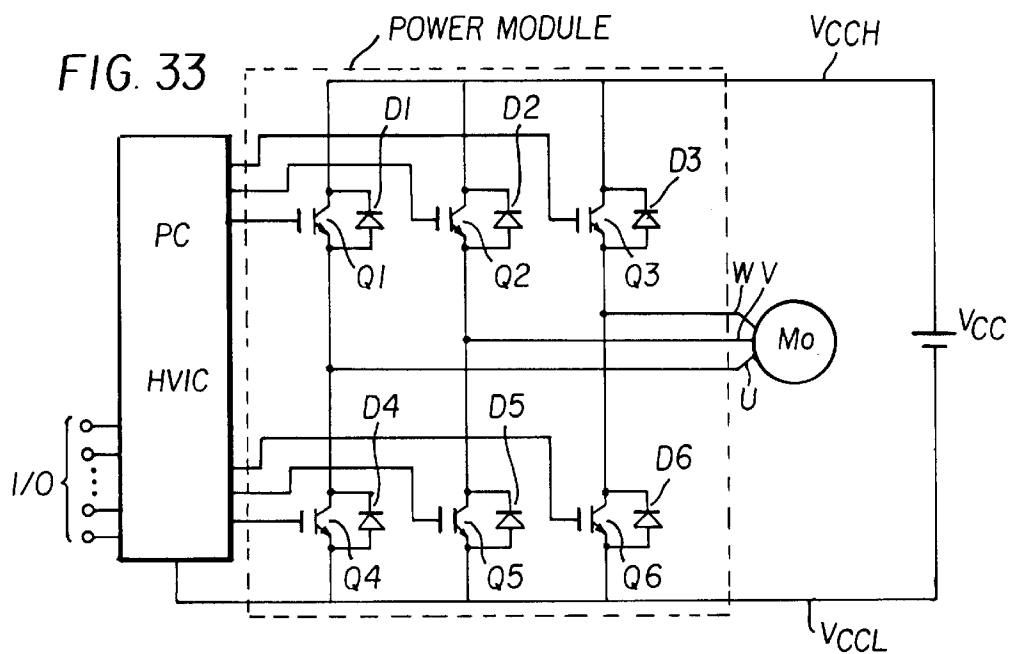 POWER MODULE
VCCH
FIG. 33
D1
D2
D3
PC
Q1
Q2
Q3
W V
Mo
VCC
HVIC
U
D4
D5
D6
I/O
Q4
Q5
Q6
VCCL